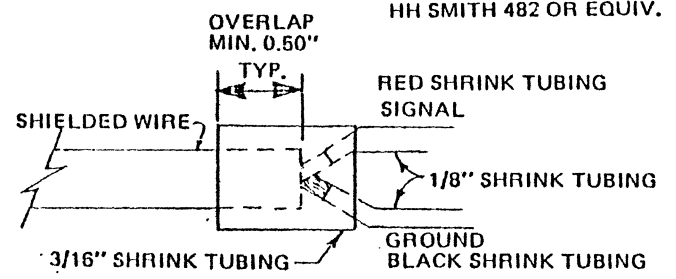 HH SMITH 482 OR EQUIV.
OVERLAP
MIN. 0.50"
TYP.
RED SHRINK TUBING
SIGNAL
SHIELDED WIRE
1/8" SHRINK TUBING
3/16" SHRINK TUBING
GROUND
BLACK SHRINK TUBING